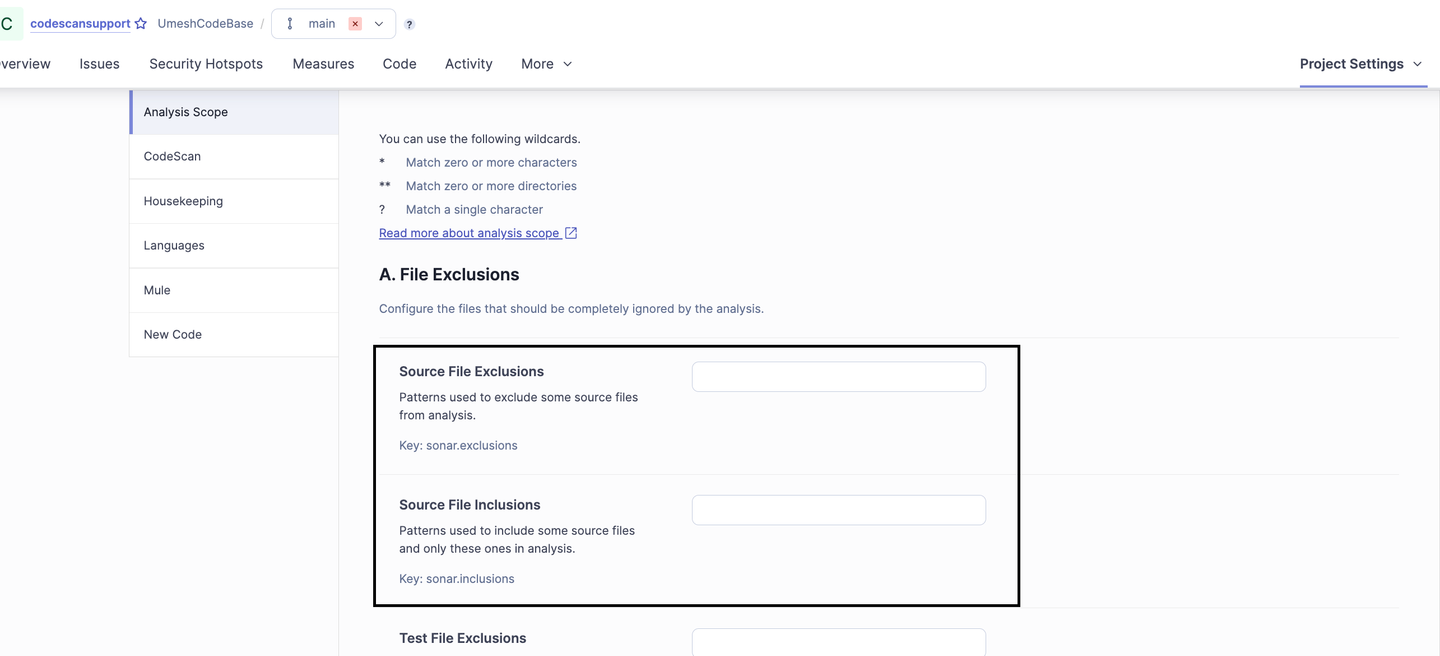 C codescansupport UmeshCodeBase / main ?
verview Issues Security Hotspots Measures Code Activity More Project Settings
Analysis Scope
CodeScan
Housekeeping
Languages
Mule
New Code
You can use the following wildcards.
* Match zero or more characters
** Match zero or more directories
? Match a single character
Read more about analysis scope
A. File Exclusions
Configure the files that should be completely ignored by the analysis.
Source File Exclusions
Patterns used to exclude some source files
from analysis.
Key: sonar.exclusions
Source File Inclusions
Patterns used to include some source files
and only these ones in analysis.
Key: sonar.inclusions
Test File Exclusions